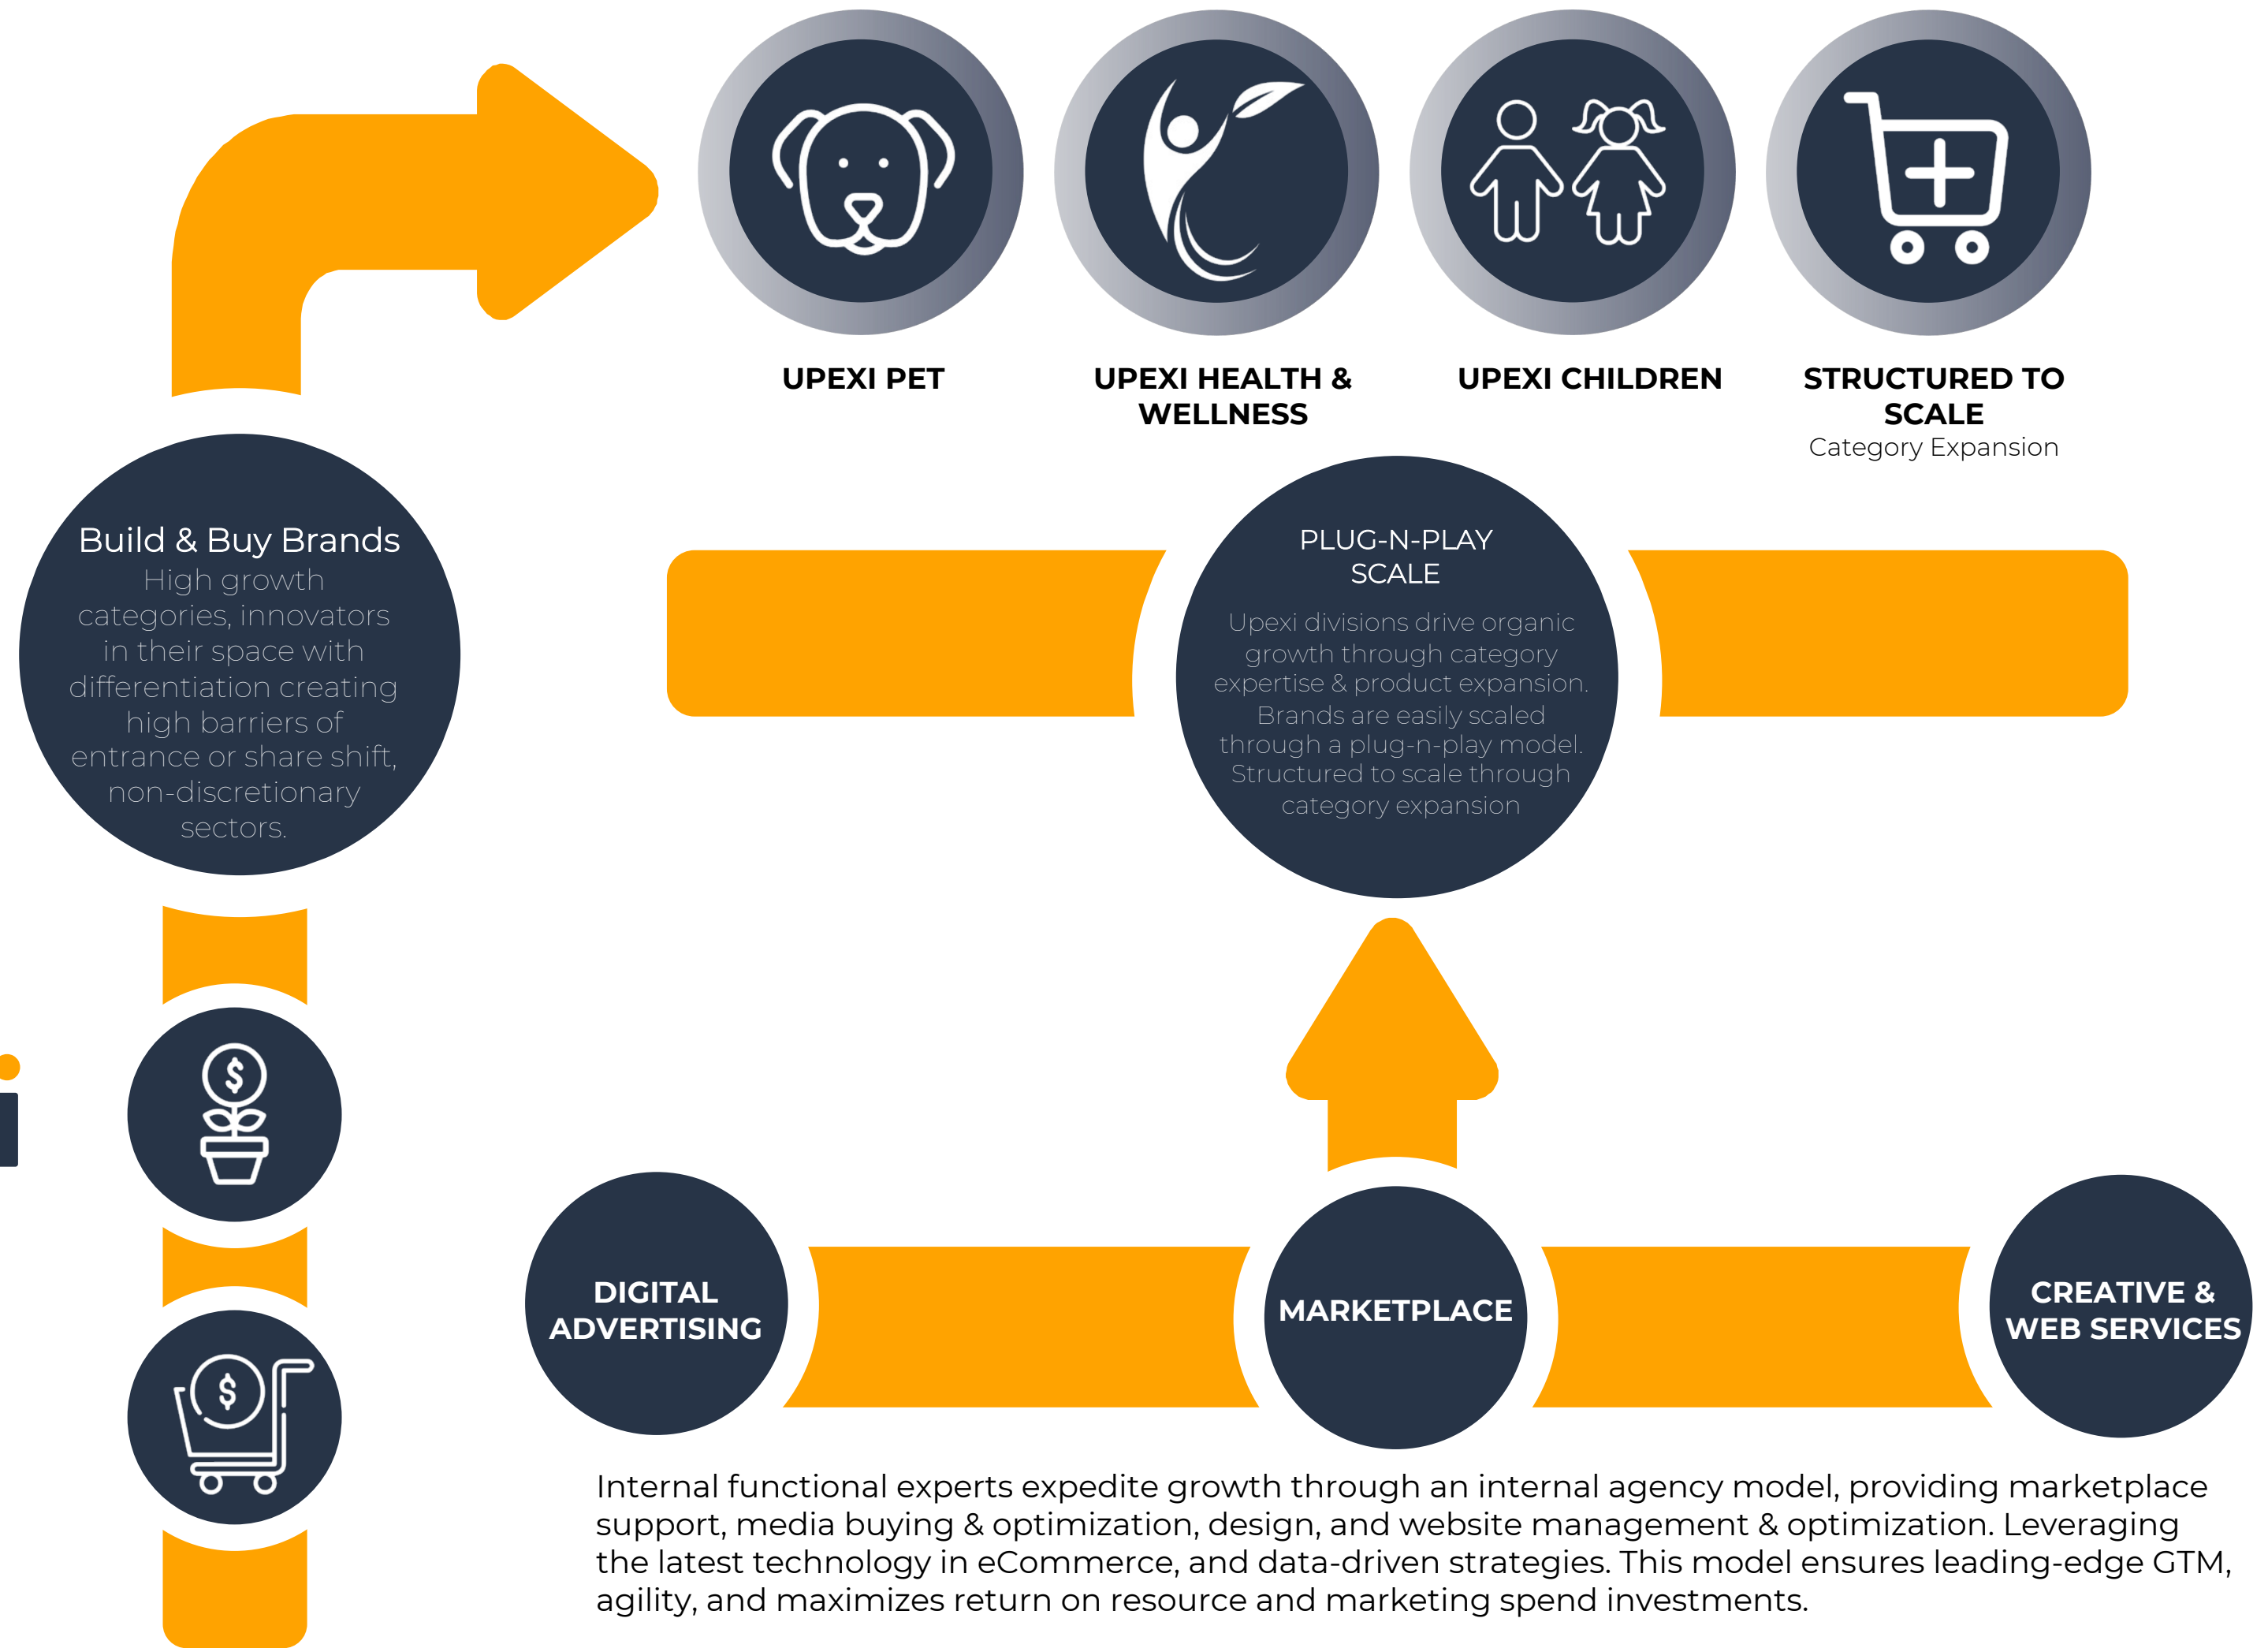 UPEXI PET
UPEXI HEALTH &
WELLNESS
UPEXI CHILDREN
STRUCTURED TO
SCALE
Category Expansion
Build & Buy Brands
High growth
categories, innovators
in their space with
differentiation creating
high barriers of
entrance or share shift,
non-discretionary
sectors.
PLUG-N-PLAY
SCALE
Upexi divisions drive organic
growth through category
expertise & product expansion.
Brands are easily scaled
through a plug-n-play model.
Structured to scale through
category expansion
i
$
$
DIGITAL
ADVERTISING
MARKETPLACE
CREATIVE &
WEB SERVICES
Internal functional experts expedite growth through an internal agency model, providing marketplace
support, media buying & optimization, design, and website management & optimization. Leveraging
the latest technology in eCommerce, and data-driven strategies. This model ensures leading-edge GTM,
agility, and maximizes return on resource and marketing spend investments.